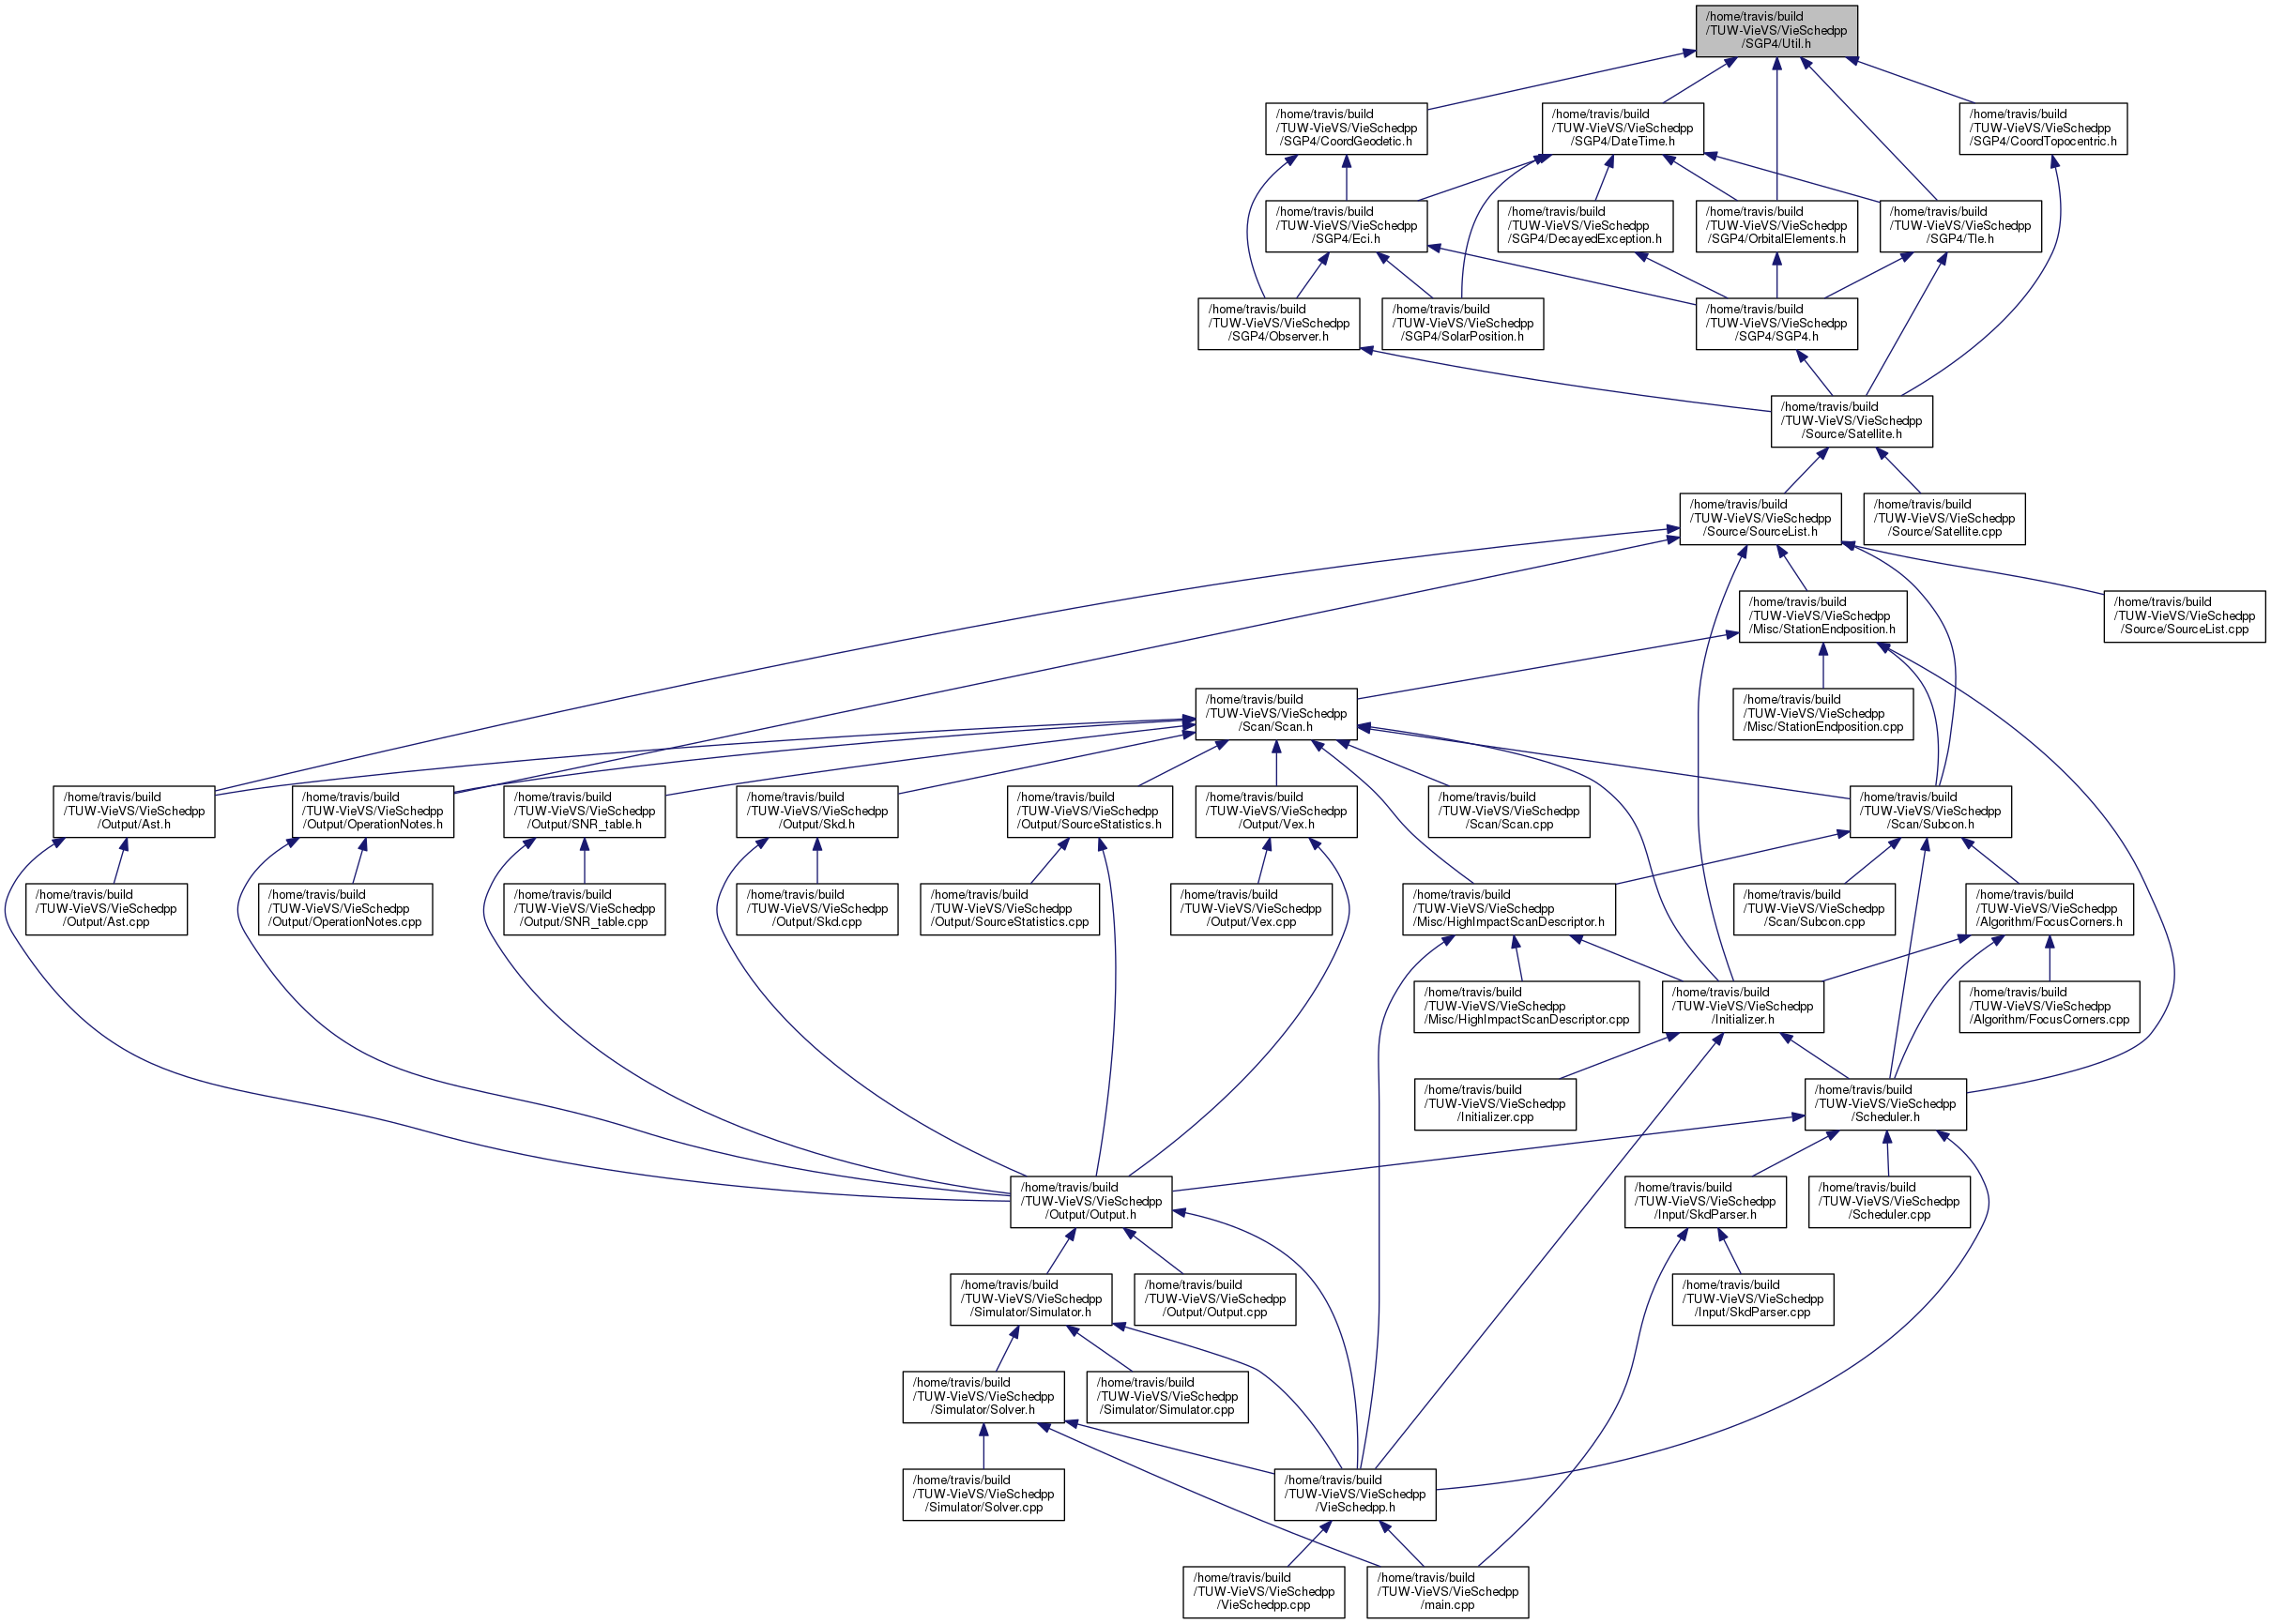 /home/travis/build
/TUW-VieVS/VieSchedpp
/SGP4/Util.h
/home/travis/build
/TUW-VieVS/VieSchedpp
/SGP4/CoordGeodetic.h
/home/travis/build
/TUW-VieVS/VieSchedpp
/SGP4/DateTime.h
/home/travis/build
/TUW-VieVS/VieSchedpp
/SGP4/CoordTopocentric.h
/home/travis/build
/TUW-VieVS/VieSchedpp
/SGP4/Eci.h
/home/travis/build
/TUW-VieVS/VieSchedpp
/SGP4/DecayedException.h
/home/travis/build
/TUW-VieVS/VieSchedpp
/SGP4/OrbitalElements.h
/home/travis/build
/TUW-VieVS/VieSchedpp
/SGP4/Tle.h
/home/travis/build
/TUW-VieVS/VieSchedpp
/SGP4/Observer.h
/home/travis/build
/TUW-VieVS/VieSchedpp
/SGP4/SolarPosition.h
/home/travis/build
/TUW-VieVS/VieSchedpp
/SGP4/SGP4.h
/home/travis/build
/TUW-VieVS/VieSchedpp
/Source/Satellite.h
/home/travis/build
/TUW-VieVS/VieSchedpp
/Source/SourceList.h
/home/travis/build
/TUW-VieVS/VieSchedpp
/Source/Satellite.cpp
/home/travis/build
/TUW-VieVS/VieSchedpp
/Misc/StationEndposition.h
/home/travis/build
/TUW-VieVS/VieSchedpp
/Source/SourceList.cpp
/home/travis/build
/TUW-VieVS/VieSchedpp
/Scan/Scan.h
/home/travis/build
/TUW-VieVS/VieSchedpp
/Misc/StationEndposition.cpp
/home/travis/build
/TUW-VieVS/VieSchedpp
/Output/Ast.h
/home/travis/build
/TUW-VieVS/VieSchedpp
/Output/OperationNotes.h
/home/travis/build
/TUW-VieVS/VieSchedpp
/Output/SNR_table.h
/home/travis/build
/TUW-VieVS/VieSchedpp
/Output/Skd.h
/home/travis/build
/TUW-VieVS/VieSchedpp
/Output/SourceStatistics.h
/home/travis/build
/TUW-VieVS/VieSchedpp
/Output/Vex.h
/home/travis/build
/TUW-VieVS/VieSchedpp
/Scan/Scan.cpp
/home/travis/build
/TUW-VieVS/VieSchedpp
/Scan/Subcon.h
/home/travis/build
/TUW-VieVS/VieSchedpp
/Output/Ast.cpp
/home/travis/build
/TUW-VieVS/VieSchedpp
/Output/OperationNotes.cpp
/home/travis/build
/TUW-VieVS/VieSchedpp
/Output/SNR_table.cpp
/home/travis/build
/TUW-VieVS/VieSchedpp
/Output/Skd.cpp
/home/travis/build
/TUW-VieVS/VieSchedpp
/Output/SourceStatistics.cpp
/home/travis/build
/TUW-VieVS/VieSchedpp
/Output/Vex.cpp
/home/travis/build
/TUW-VieVS/VieSchedpp
/Misc/HighImpactScanDescriptor.h
/home/travis/build
/TUW-VieVS/VieSchedpp
/Scan/Subcon.cpp
/home/travis/build
/TUW-VieVS/VieSchedpp
/Algorithm/FocusCorners.h
/home/travis/build
/TUW-VieVS/VieSchedpp
/Misc/HighImpactScanDescriptor.cpp
/home/travis/build
/TUW-VieVS/VieSchedpp
/Initializer.h
/home/travis/build
/TUW-VieVS/VieSchedpp
/Algorithm/FocusCorners.cpp
/home/travis/build
/TUW-VieVS/VieSchedpp
/Initializer.cpp
/home/travis/build
/TUW-VieVS/VieSchedpp
/Scheduler.h
/home/travis/build
/TUW-VieVS/VieSchedpp
/Output/Output.h
/home/travis/build
/TUW-VieVS/VieSchedpp
/Input/SkdParser.h
/home/travis/build
/TUW-VieVS/VieSchedpp
/Scheduler.cpp
/home/travis/build
/TUW-VieVS/VieSchedpp
/Simulator/Simulator.h
/home/travis/build
/TUW-VieVS/VieSchedpp
/Output/Output.cpp
/home/travis/build
/TUW-VieVS/VieSchedpp
/Input/SkdParser.cpp
/home/travis/build
/TUW-VieVS/VieSchedpp
/Simulator/Solver.h
/home/travis/build
/TUW-VieVS/VieSchedpp
/Simulator/Simulator.cpp
/home/travis/build
/TUW-VieVS/VieSchedpp
/Simulator/Solver.cpp
/home/travis/build
/TUW-VieVS/VieSchedpp
/VieSchedpp.h
/home/travis/build
/TUW-VieVS/VieSchedpp
/VieSchedpp.cpp
/home/travis/build
/TUW-VieVS/VieSchedpp
/main.cpp